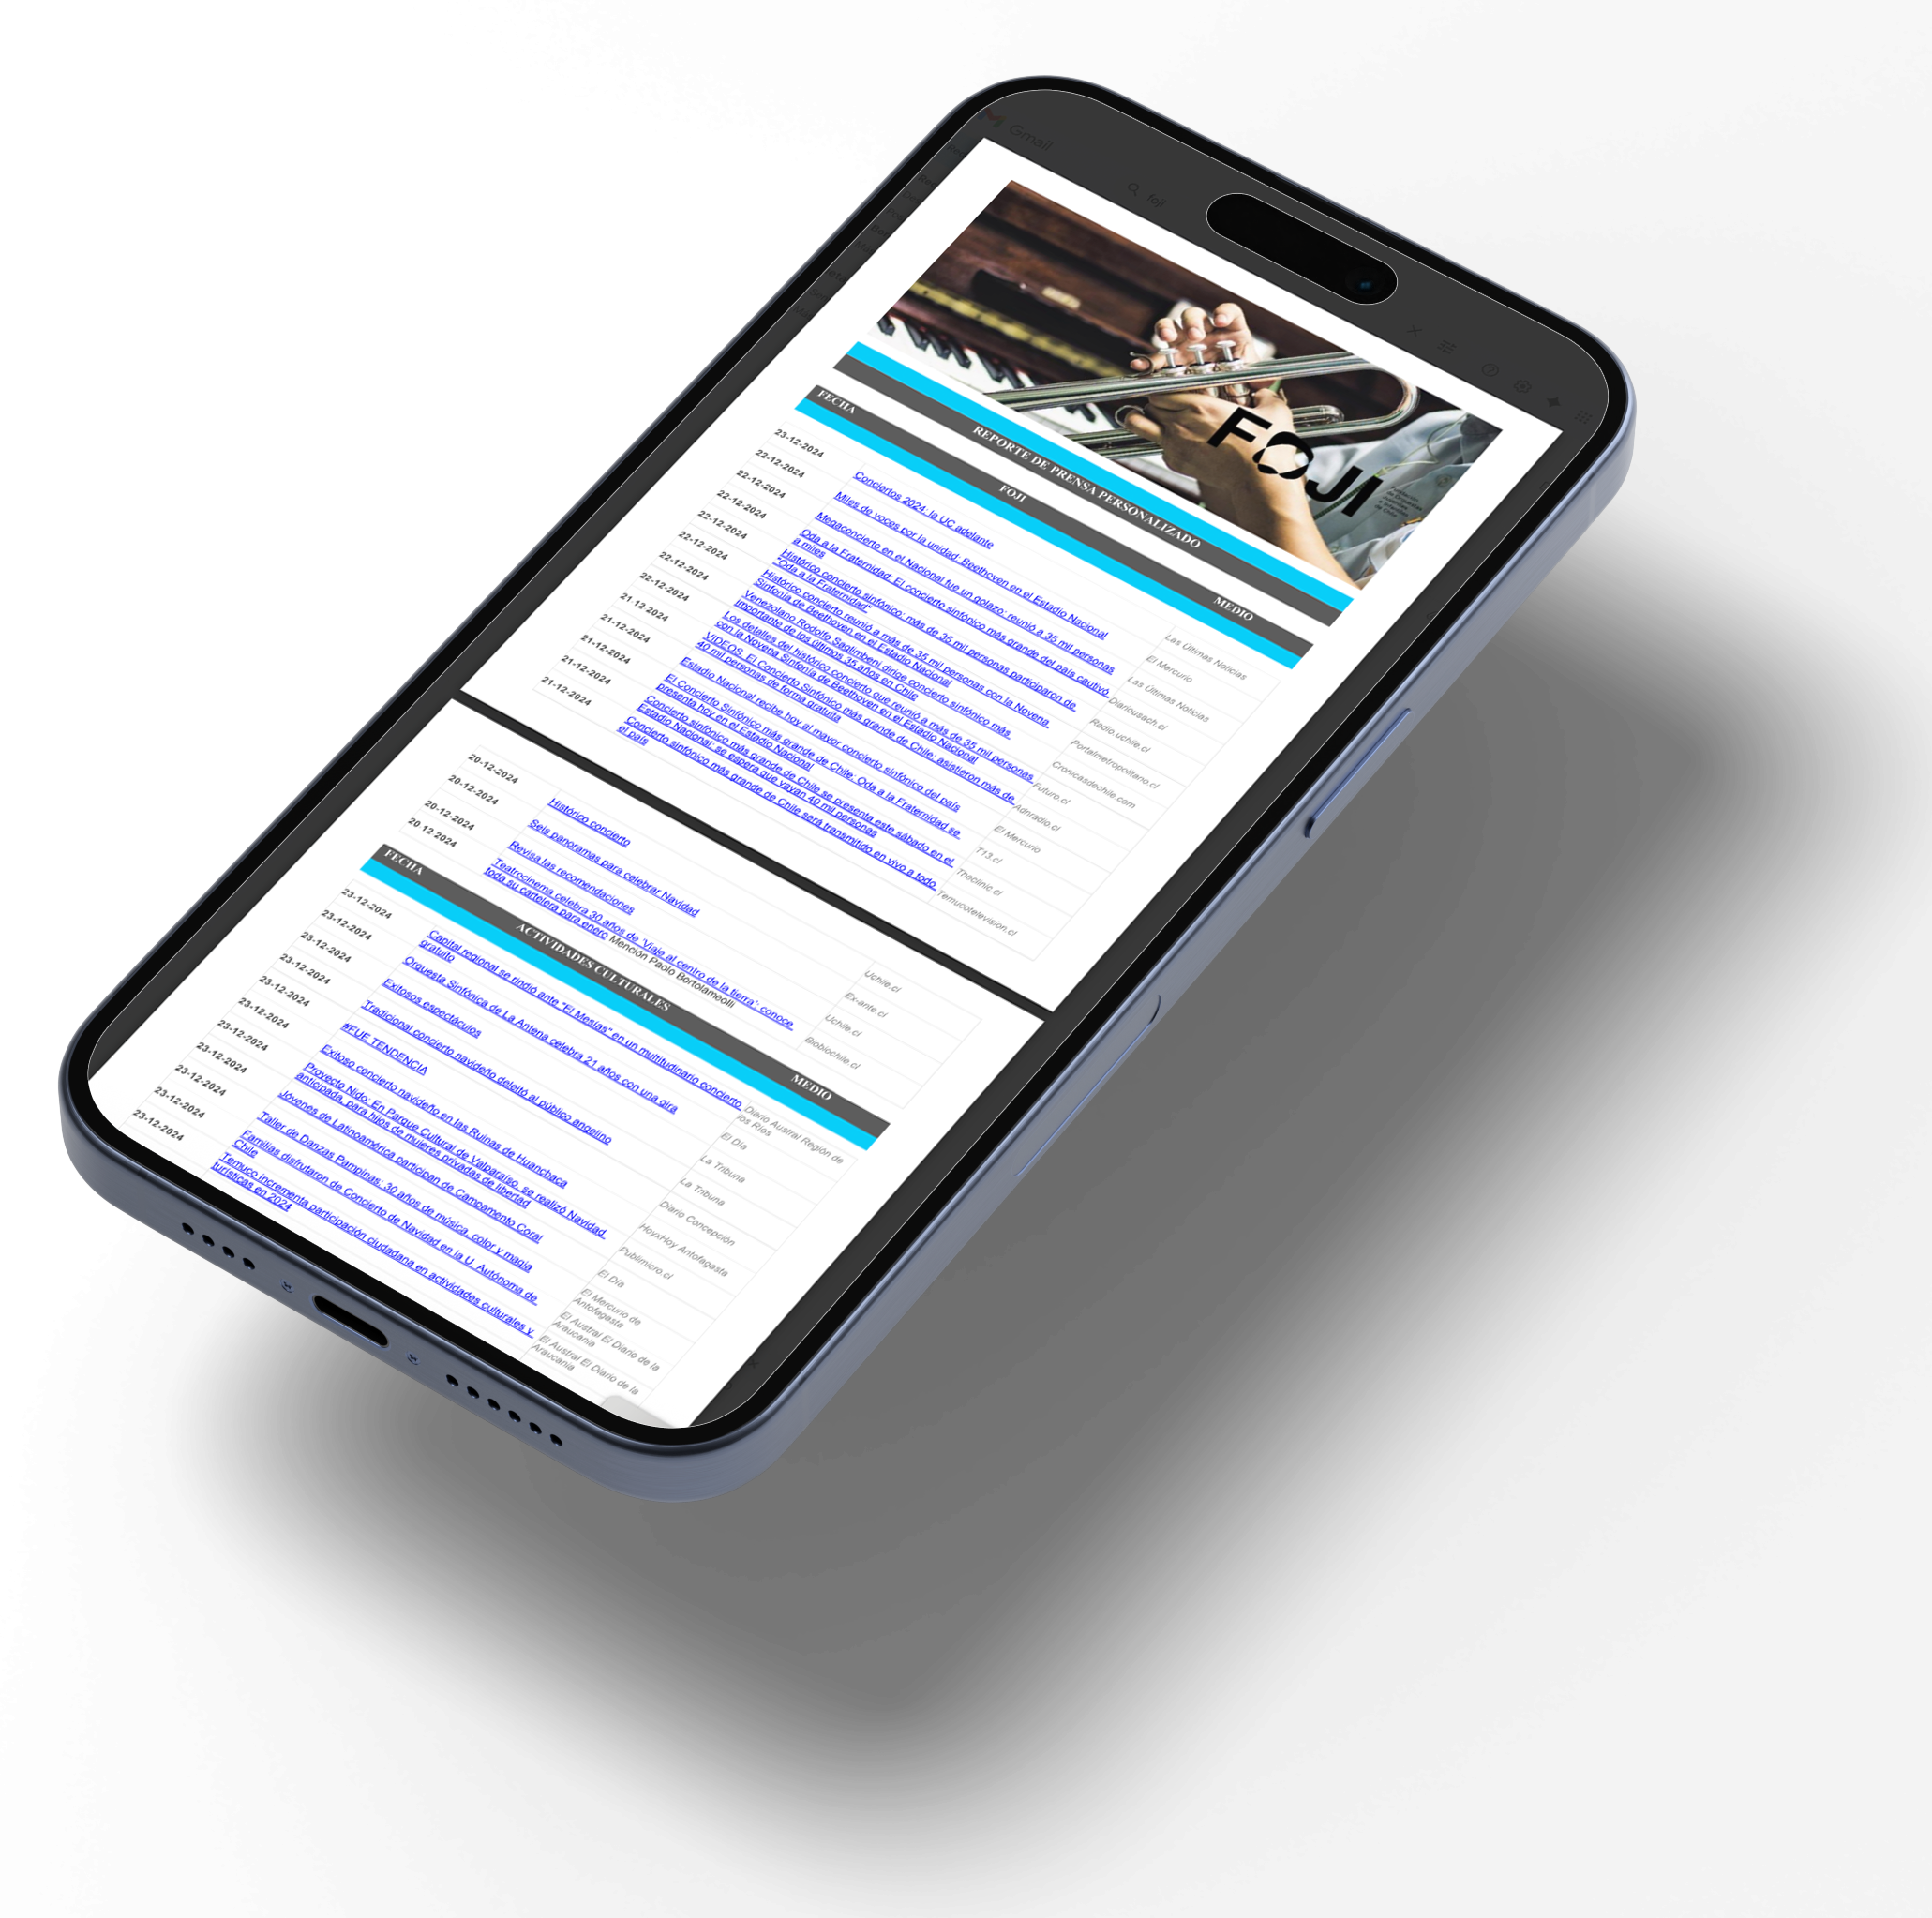 Gmail
foji
FOJI
REPORTE DE PRENSA PERSONALIZADO
FECHA FOJI MEDIO
23-12-2024 Conciertos 2024: la UC adelante Las Últimas Noticias
22-12-2024 Miles de voces por la unidad: Beethoven en el Estadio Nacional El Mercurio
22-12-2024 Megaconcierto en el Nacional fue un golazo: reunió a 35 mil personas Las Últimas Noticias
22-12-2024 Oda a la Fraternidad: El concierto sinfónico más grande del país cautivó
a miles Diariousach.cl
22-12-2024 Histórico concierto sinfónico: más de 35 mil personas participaron de
"Oda a la Fraternidad" Radio.uchile.cl
22-12-2024 Histórico concierto reunió a más de 35 mil personas con la Novena
Sinfonía de Beethoven en el Estadio Nacional Portalmetropolitano.cl
22-12-2024 Venezolano Rodolfo Saglimbeni dirige concierto sinfónico más
importante de los últimos 35 años en Chile Cronicasdechile.com
22-12-2024 Los detalles del histórico concierto que reunió a más de 35 mil personas
con la Novena Sinfonía de Beethoven en el Estadio Nacional Futuro.cl
21-12-2024 VIDEOS. El Concierto Sinfónico más grande de Chile: asistieron más de
40 mil personas de forma gratuita Adnradio.cl
21-12-2024 Estadio Nacional recibe hoy al mayor concierto sinfónico del país El Mercurio
21-12-2024 El Concierto Sinfónico más grande de Chile: Oda a la Fraternidad se
presenta hoy en el Estadio Nacional T13.cl
21-12-2024 Concierto sinfónico más grande de Chile se presenta este sábado en el
Estadio Nacional: se espera que vayan 40 mil personas Theclinic.cl
21-12-2024 Concierto sinfónico más grande de Chile será transmitido en vivo a todo
el país Temucotelevision.cl
20-12-2024 Histórico concierto Uchile.cl
20-12-2024 Seis panoramas para celebrar Navidad Ex-ante.cl
20-12-2024 Revisa las recomendaciones Uchile.cl
20-12-2024 Teatrocinema celebra 30 años de 'Viaje al centro de la tierra': conoce
toda su cartelera para enero Mención Paolo Bortolameolli Biobiochile.cl
FECHA ACTIVIDADES CULTURALES MEDIO
23-12-2024 Capital regional se rindió ante "El Mesías" en un multitudinario concierto
gratuito Diario Austral Región de
los Ríos
23-12-2024 Orquesta Sinfónica de La Antena celebra 21 años con una gira El Día
23-12-2024 Exitosos espectáculos La Tribuna
23-12-2024 Tradicional concierto navideño deleitó al público angelino La Tribuna
23-12-2024 #FUE TENDENCIA Diario Concepción
23-12-2024 Exitoso concierto navideño en las Ruinas de Huanchaca HoyxHoy Antofagasta
23-12-2024 Proyecto Nido: En Parque Cultural de Valparaíso, se realizó Navidad
anticipada, para hijos de mujeres privadas de libertad Publimicro.cl
23-12-2024 Jóvenes de Latinoamérica participan de Campamento Coral El Día
23-12-2024 Taller de Danzas Pampinas: 30 años de música, color y magia El Mercurio de
Antofagasta
23-12-2024 Familias disfrutaron de Concierto de Navidad en la U. Autónoma de
Chile El Austral El Diario de la
Araucanía
23-12-2024 Temuco incrementa participación ciudadana en actividades culturales y
turísticas en 2024 El Austral El Diario de la
Araucanía